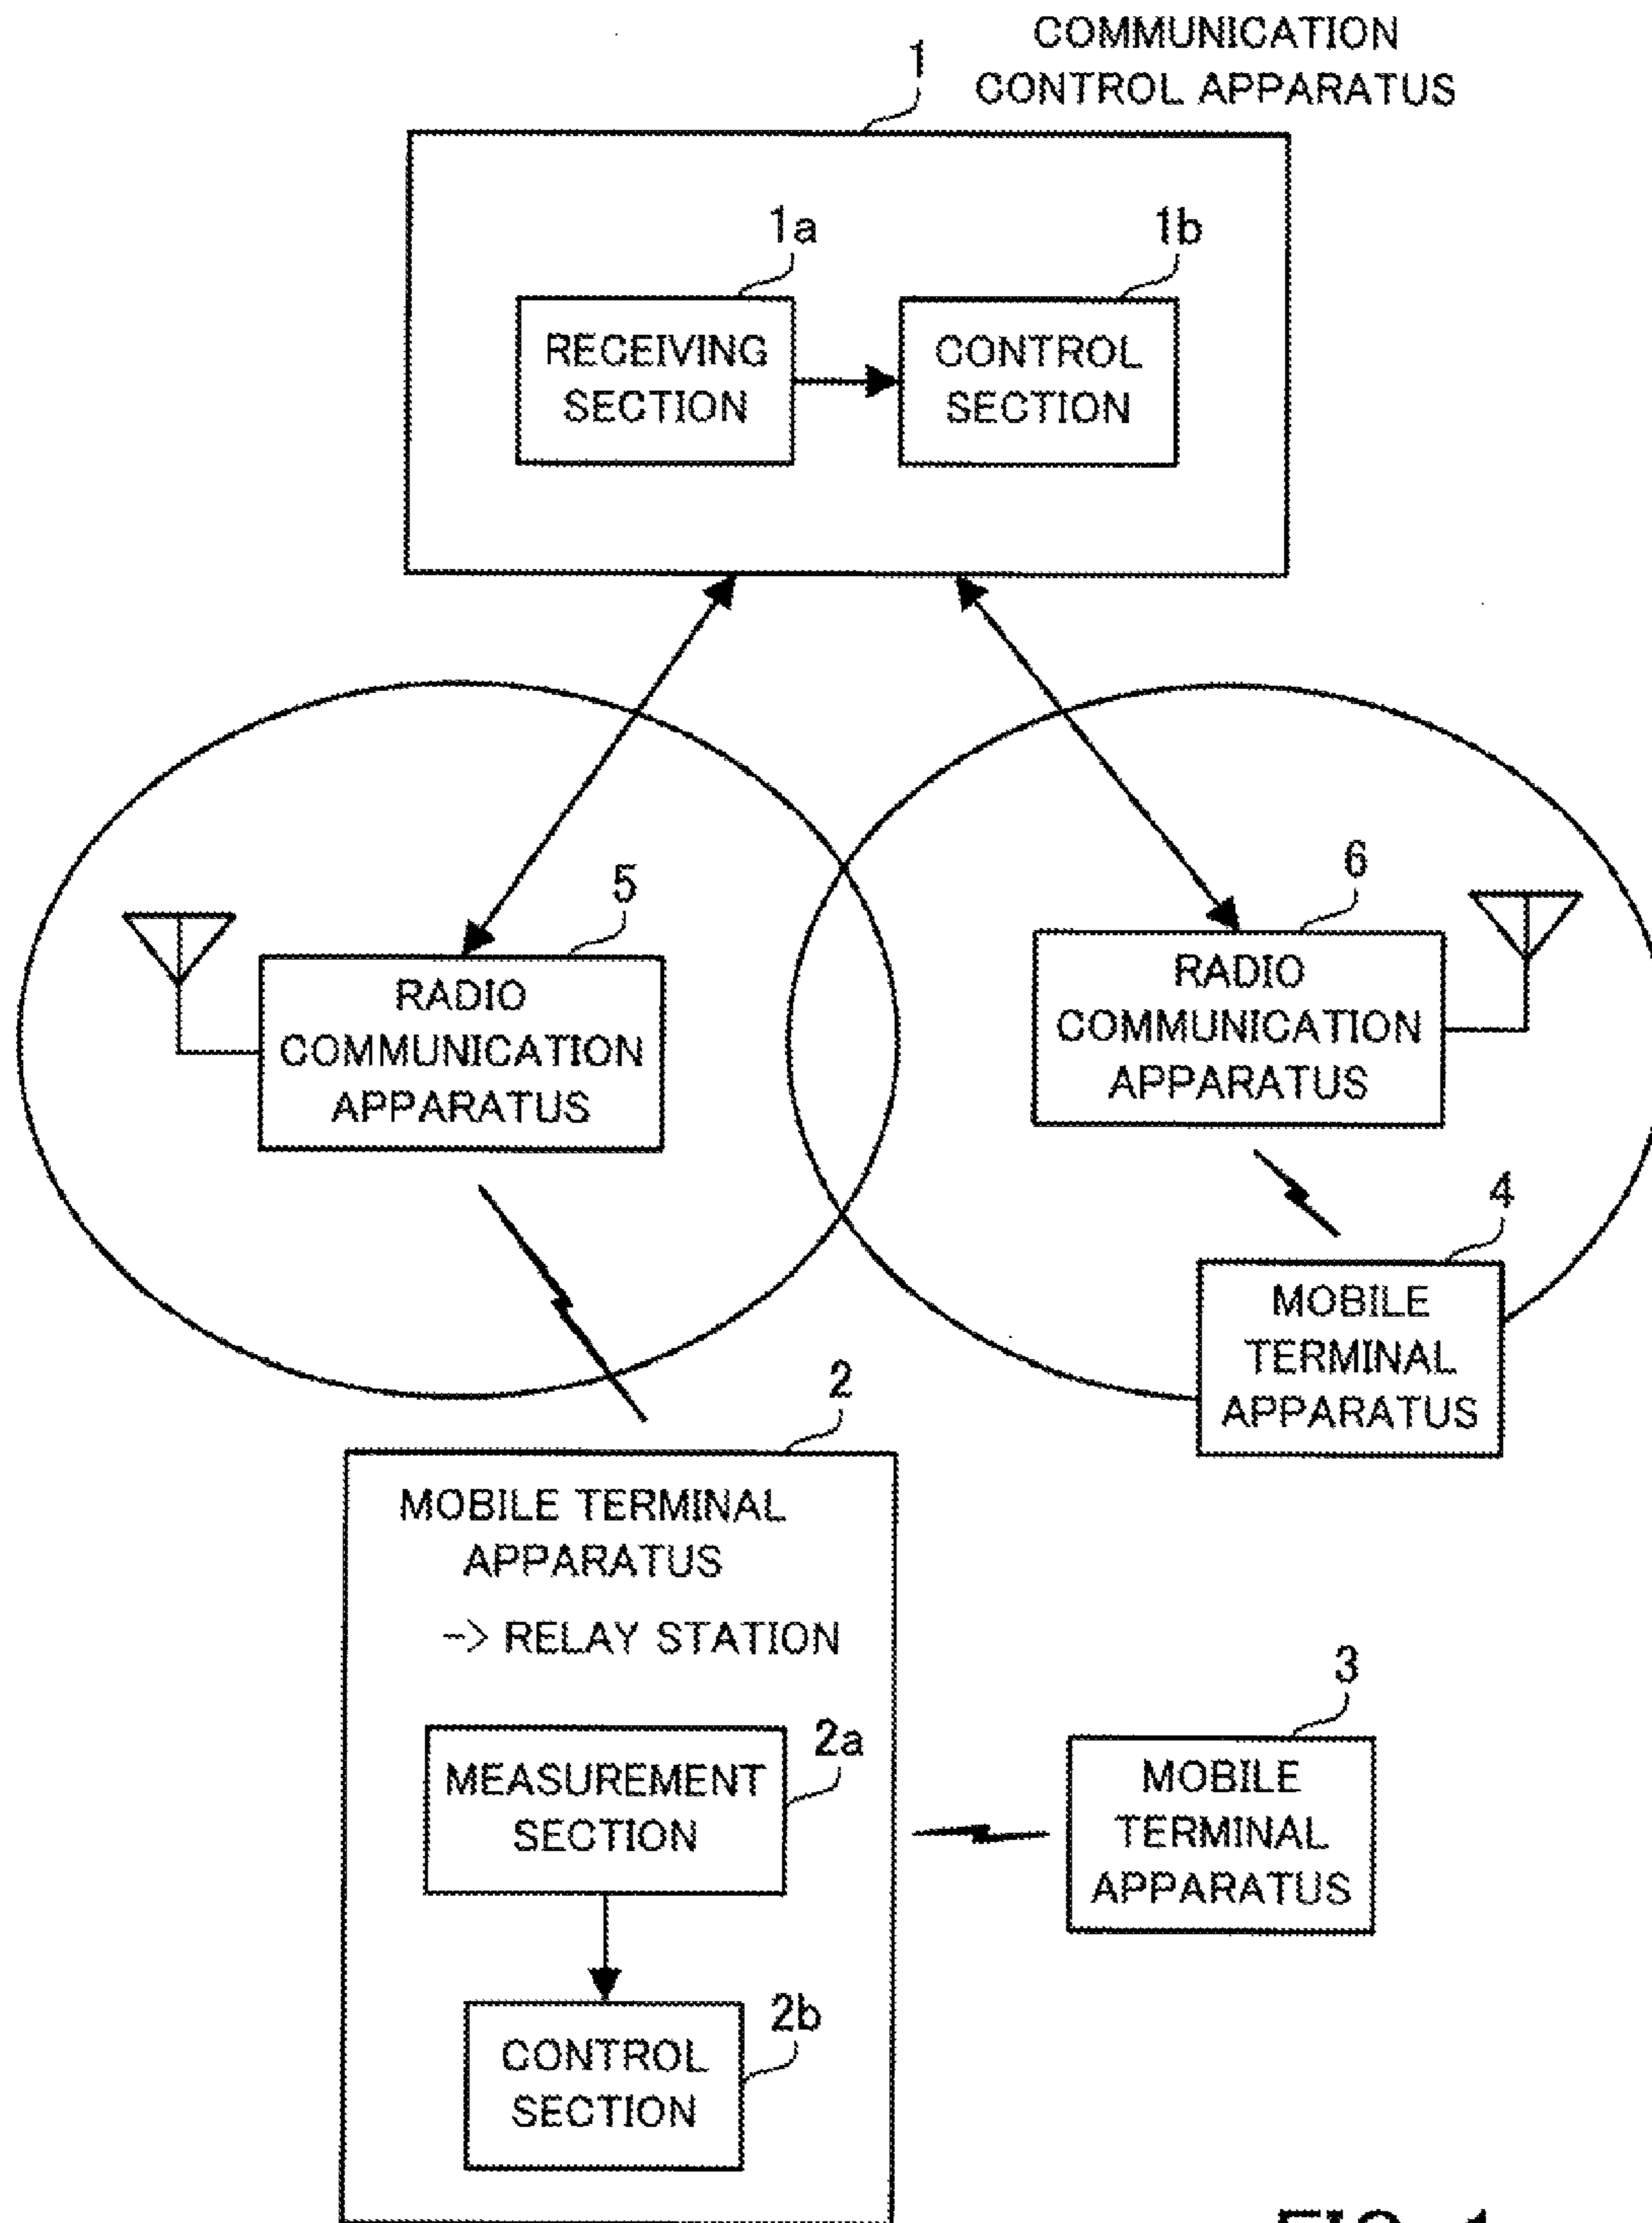 COMMUNICATION
CONTROL APPARATUS
1
1a
1b
RECEIVING
SECTION
CONTROL
SECTION
5
6
RADIO
COMMUNICATION
APPARATUS
RADIO
COMMUNICATION
APPARATUS
4
MOBILE
TERMINAL
APPARATUS
2
MOBILE TERMINAL
APPARATUS
-> RELAY STATION
3
2a
MEASUREMENT
SECTION
MOBILE
TERMINAL
APPARATUS
2b
CONTROL
SECTION